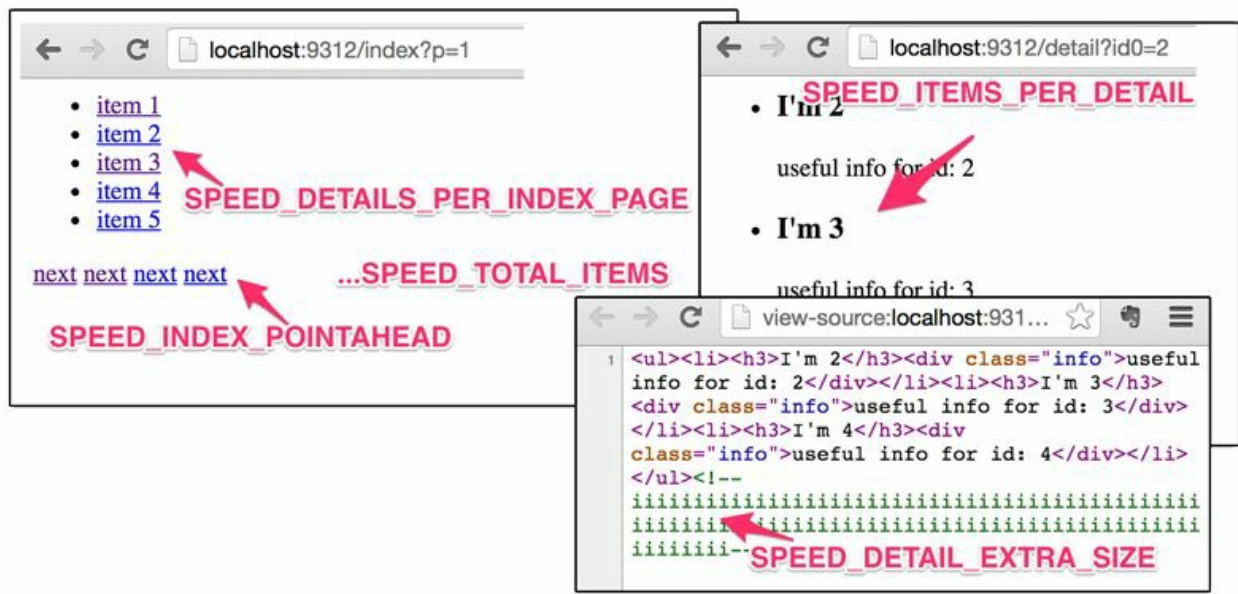 localhost:9312/index?p=1
• item 1
• item 2
• item 3
• item 4
• item 5
SPEED_DETAILS_PER_INDEX_PAGE
next next next next
...SPEED_TOTAL_ITEMS
SPEED_INDEX_POINTAHEAD
localhost:9312/detail?id0=2
SPEED_ITEMS_PER_DETAIL
• I'm 2
useful info for id: 2
• I'm 3
useful info for id: 3
view-source:localhost:931...
1
<ul><li><h3>I'm 2</h3><div class="info">useful
info for id: 2</div></li><li><h3>I'm 3</h3>
<div class="info">useful info for id: 3</div>
</li><li><h3>I'm 4</h3><div
class="info">useful info for id: 4</div></li>
</ul><!--
iiiiiiiiiiiiiiiiiiiiiiiiiiiiiiiiiiiiiiiiiiiii
iiiiiiiiiiiiiiiiiiiiiiiiiiiiiiiiiiiiiiiiiiiii
iiiiiiii--
SPEED_DETAIL_EXTRA_SIZE